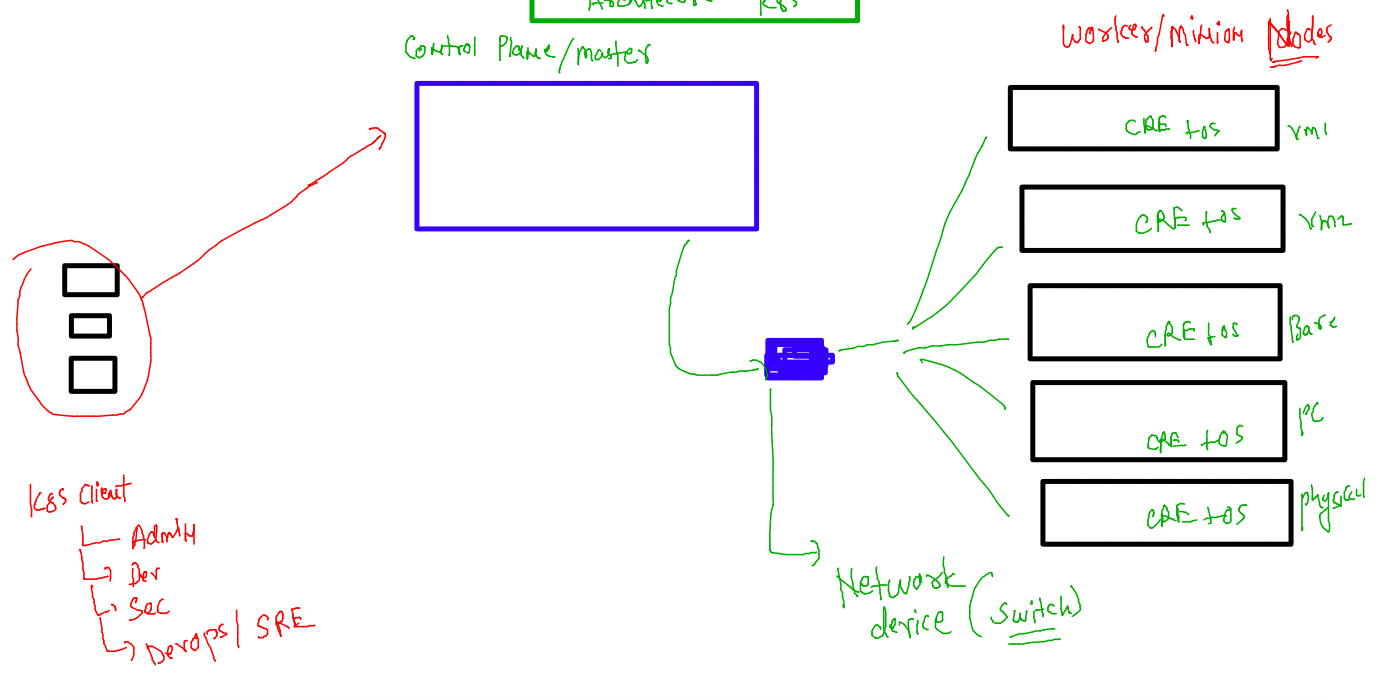 Architecture K8s
Control Plane/master
Worker/Minion Nodes
CRE +OS
vm1
CRE +OS
vm2
CRE +OS
Bare
CRE +OS
PC
CRE +OS
physical
K8s Client
Admin
Dev
Sec
Devops/SRE
Network
device (switch)